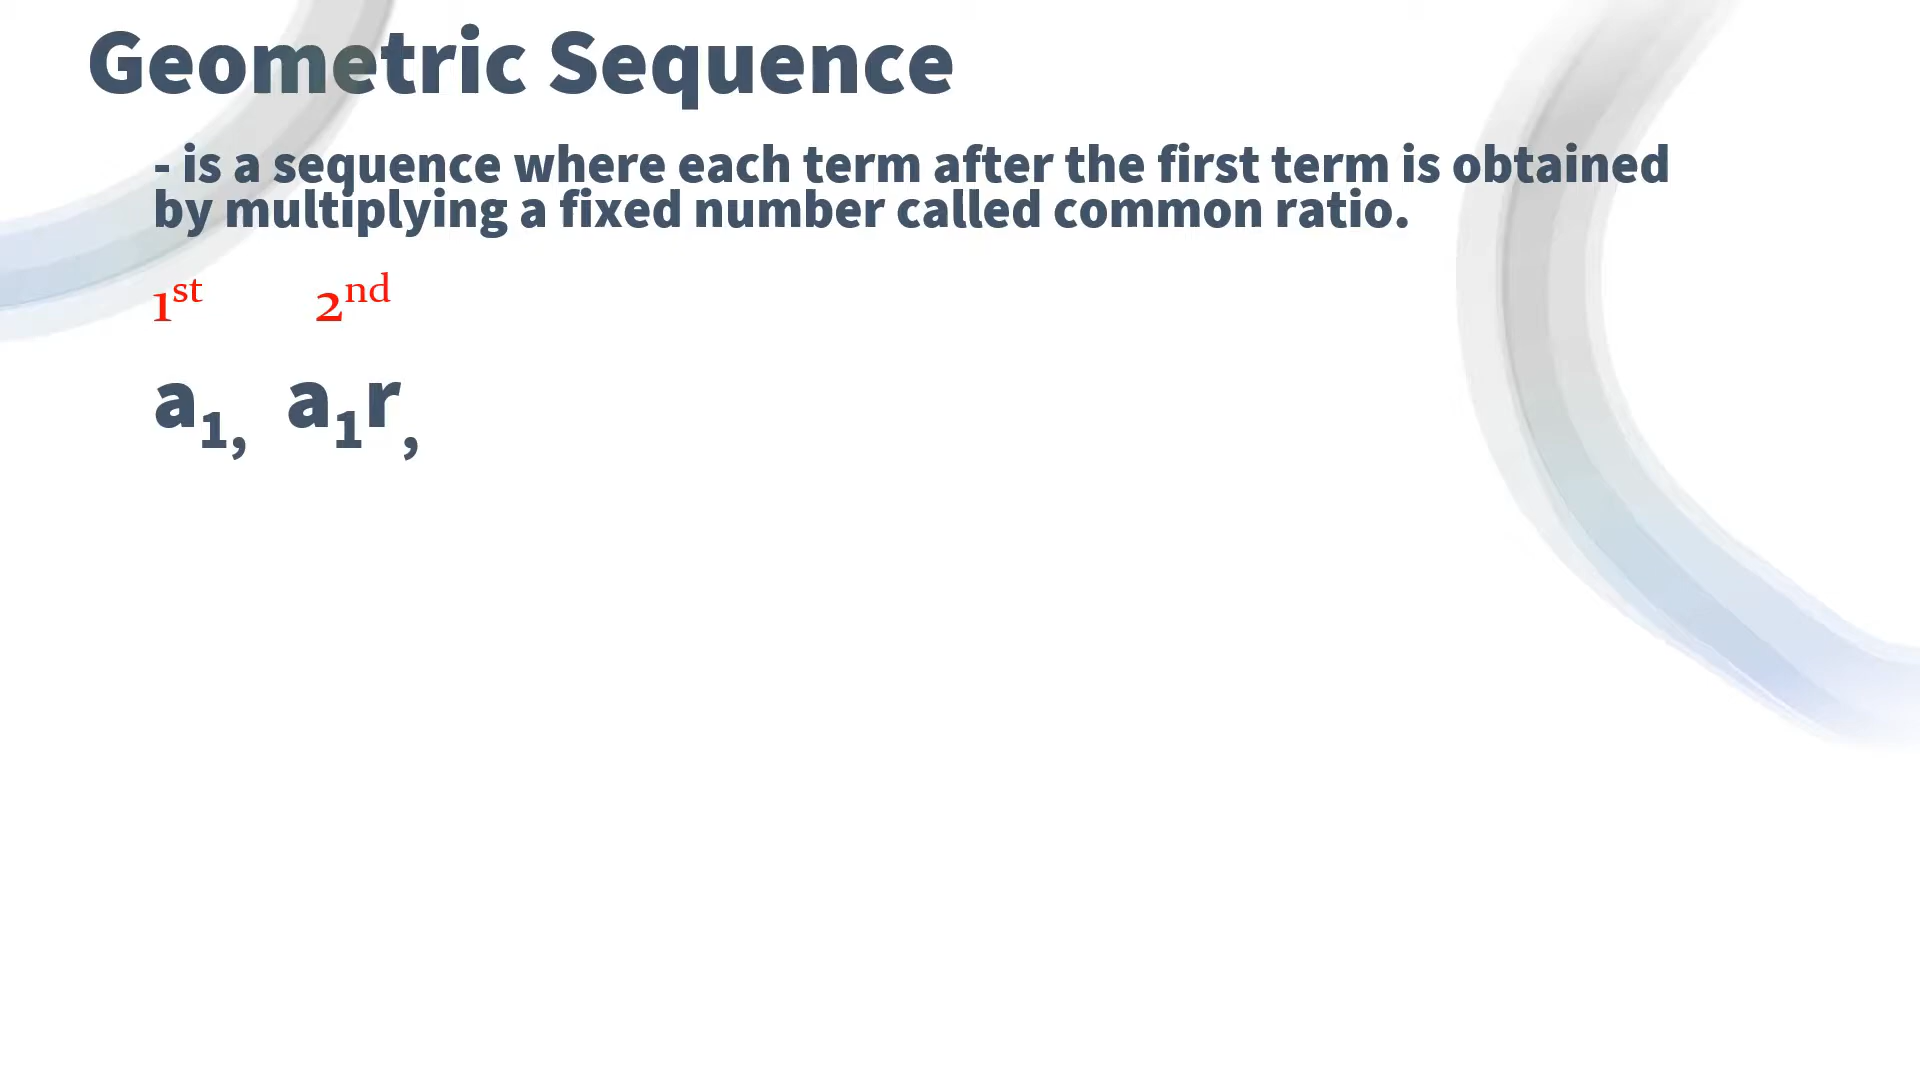 Geometric Sequence
- is a sequence where each term after the first term is obtained
by multiplying a fixed number called common ratio.
1st 2nd
a1, a1r,